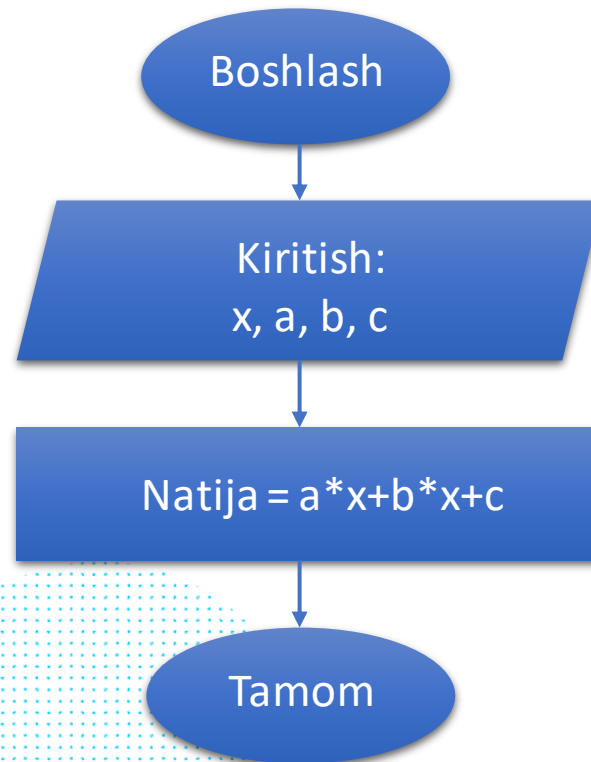 Boshlash
Kiritish:
x, a, b, c
Natija = a*x+b*x+c
Tamom